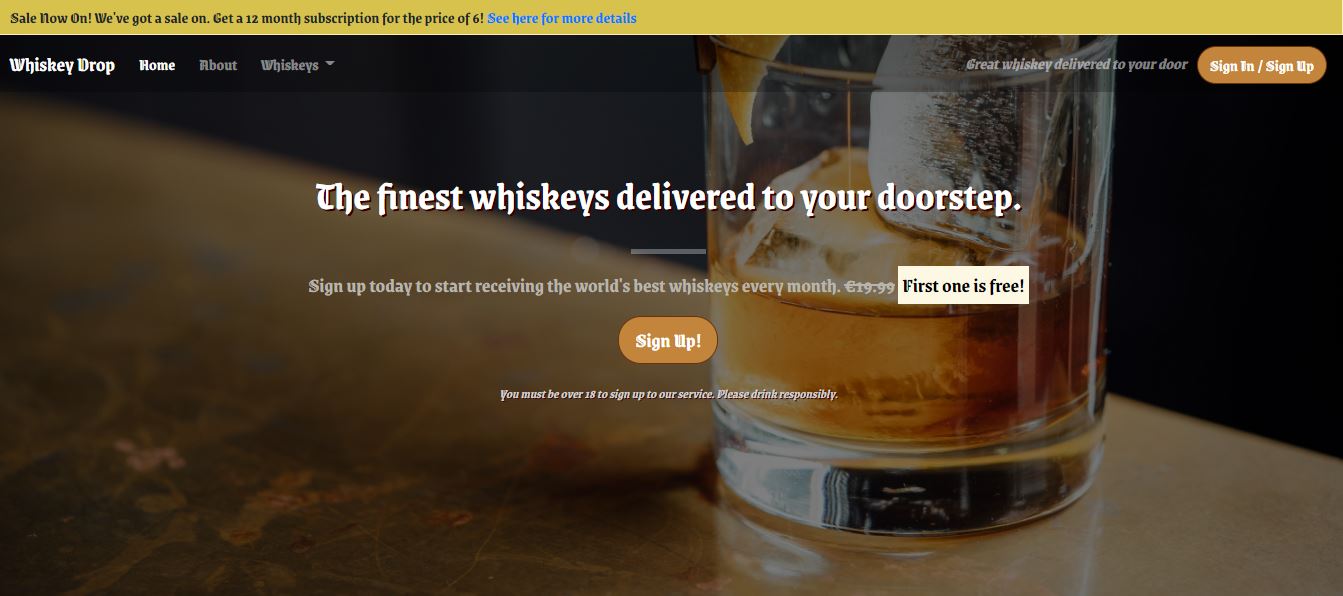 Sale Now On! We've got a sale on. Get a 12 month subscription for the price of 6! See here for more details
Whiskey Drop Home About Whiskeys Great whiskey delivered to your door Sign In / Sign Up
The finest whiskeys delivered to your doorstep.
Sign up today to start receiving the world's best whiskeys every month. €19.99 First one is free!
Sign Up!
You must be over 18 to sign up to our service. Please drink responsibly.